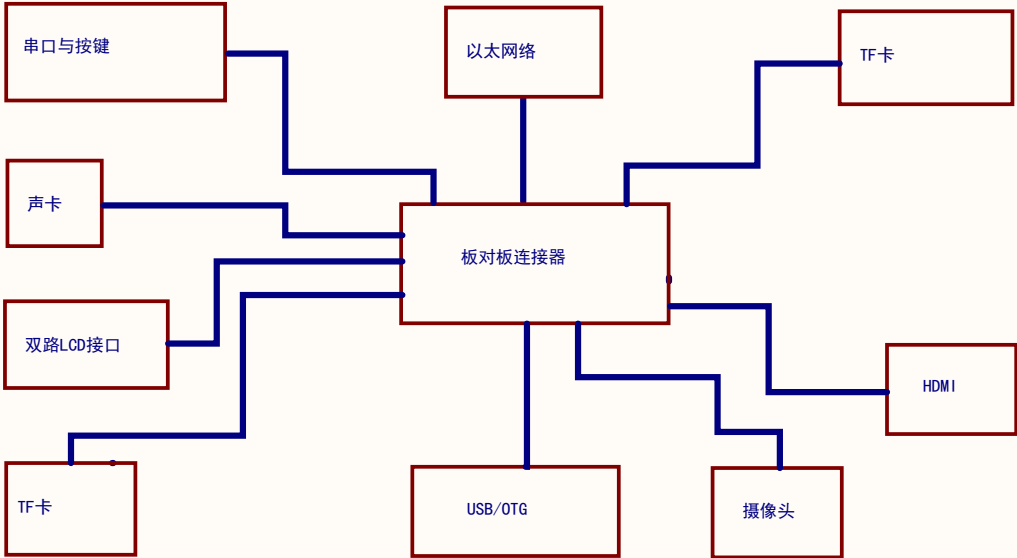 串口与按键
以太网络
TF卡
声卡
板对板连接器
双路LCD接口
HDMI
TF卡
USB/OTG
摄像头